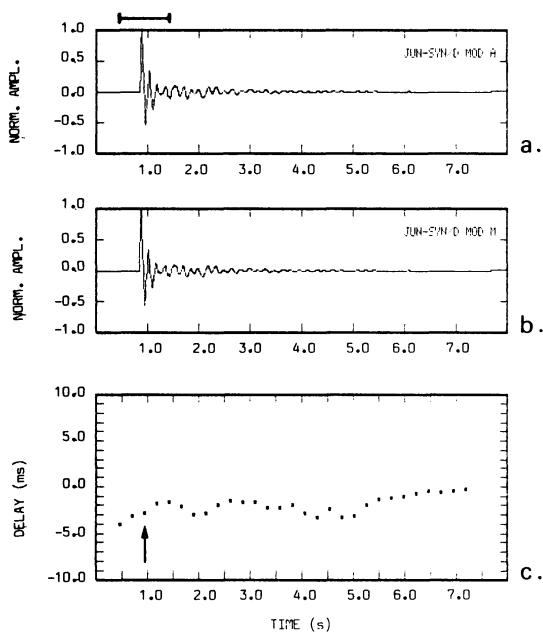 1.0
0.5
0.0
-0.5
-1.0
NORM. AMPL.
JUN-SYN/D MOD A
1.0 2.0 3.0 4.0 5.0 6.0 7.0
a.
1.0
0.5
0.0
-0.5
-1.0
NORM. AMPL.
JUN-SYN/D MOD M
1.0 2.0 3.0 4.0 5.0 6.0 7.0
b.
10.0
5.0
0.0
-5.0
-10.0
DELAY (ms)
1.0 2.0 3.0 4.0 5.0 6.0 7.0
TIME (s)
c.